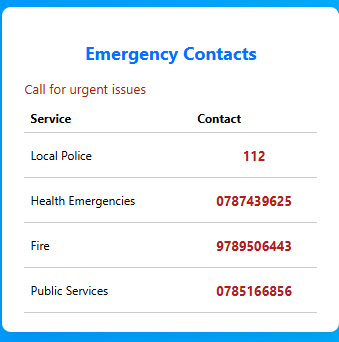 Emergency Contacts
Call for urgent issues
Service Contact
Local Police 112
Health Emergencies 0787439625
Fire 9789506443
Public Services 0785166856